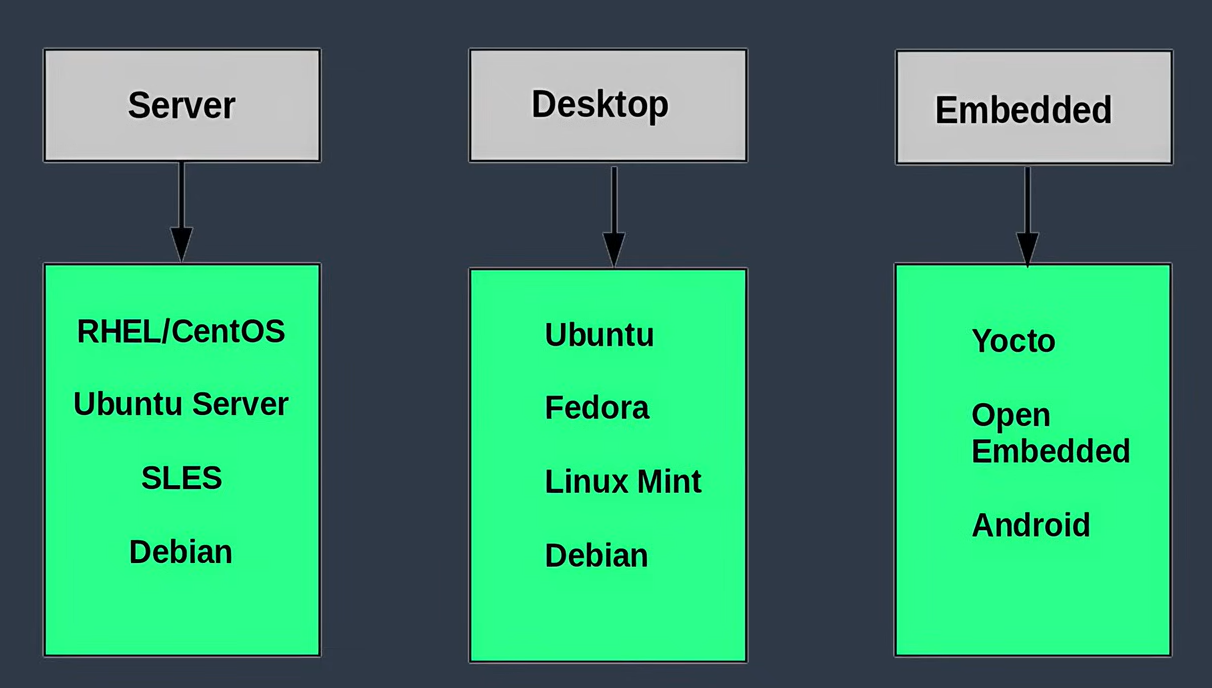 Server
RHEL/CentOS
Ubuntu Server
SLES
Debian
Desktop
Ubuntu
Fedora
Linux Mint
Debian
Embedded
Yocto
Open
Embedded
Android